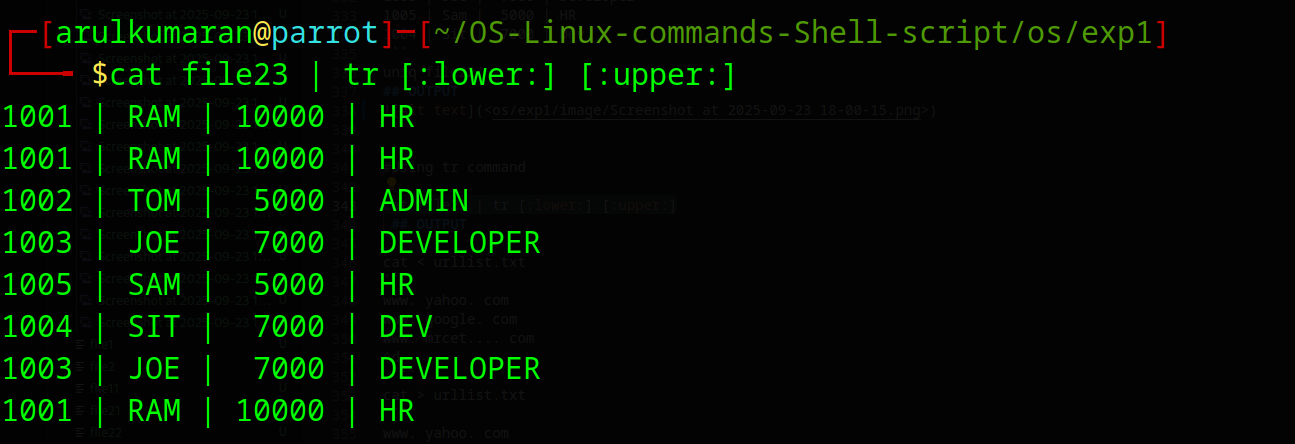 ┌─[arulkumaran@parrot]─[~/OS-Linux-commands-Shell-script/os/exp1]
└──╼ $cat file23 | tr [:lower:] [:upper:]
1001 | RAM | 10000 | HR
1001 | RAM | 10000 | HR
1002 | TOM |  5000 | ADMIN
1003 | JOE |  7000 | DEVELOPER
1005 | SAM |  5000 | HR
1004 | SIT |  7000 | DEV
1003 | JOE |  7000 | DEVELOPER
1001 | RAM | 10000 | HR